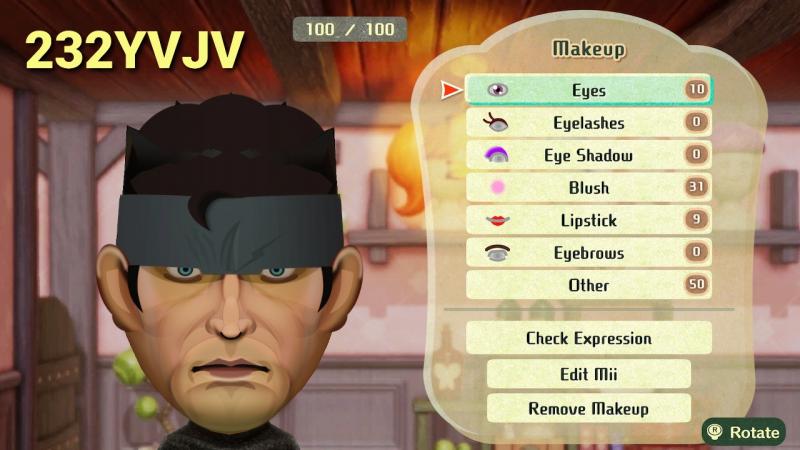 232YVJV
100 / 100
Makeup
Eyes 10
Eyelashes 0
Eye Shadow 0
Blush 31
Lipstick 9
Eyebrows 0
Other 50
Check Expression
Edit Mii
Remove Makeup
R Rotate